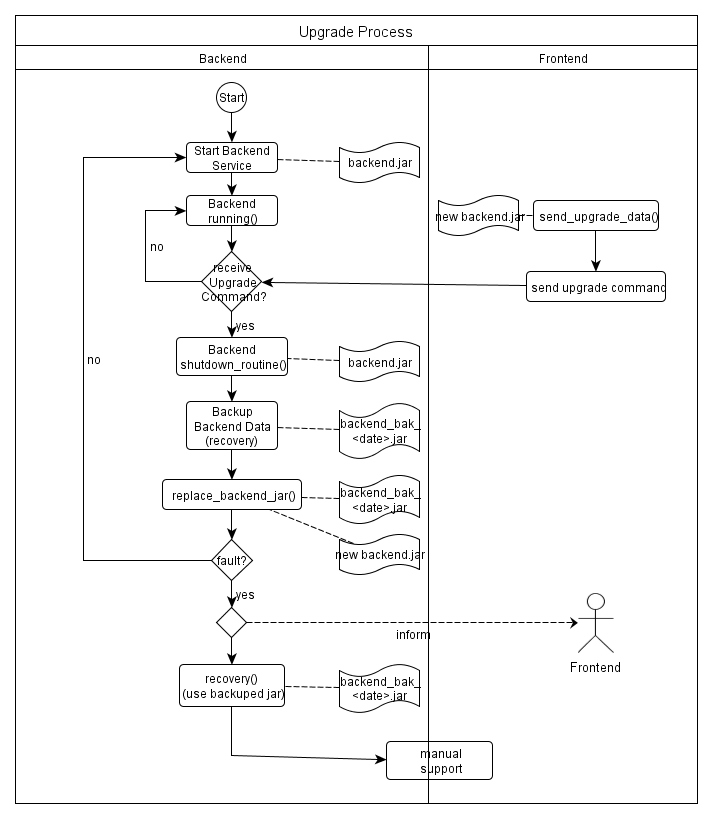 Upgrade Process
Backend
Frontend
Start
Start Backend
Service
backend.jar
Backend
running()
new backend.jar
send_upgrade_data()
no
receive
Upgrade
Command?
send upgrade command
yes
Backend
shutdown_routine()
backend.jar
no
Backup
Backend Data
(recovery)
backend_bak_
<date>.jar
replace_backend_jar()
backend_bak_
<date>.jar
new backend.jar
fault?
yes
inform
Frontend
recovery()
(use backuped jar)
backend_bak_
<date>.jar
manual
support